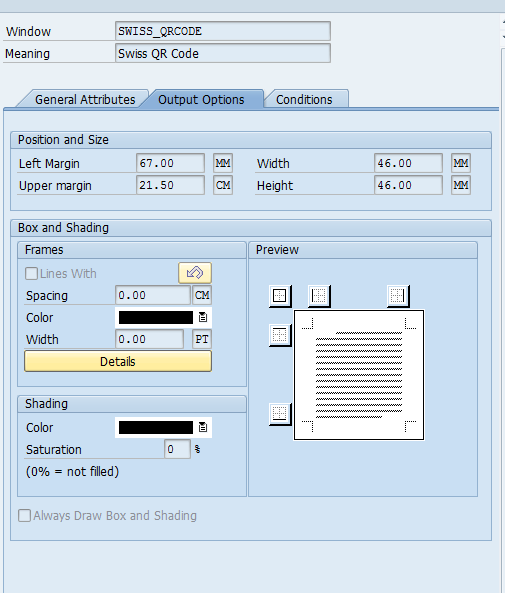 Window SWISS_QRCODE
Meaning Swiss QR Code
General Attributes Output Options Conditions
Position and Size
Left Margin 67.00 MM Width 46.00 MM
Upper margin 21.50 CM Height 46.00 MM
Box and Shading
Frames Preview
Lines With
Spacing 0.00 CM
Color
Width 0.00 PT
Details
Shading
Color
Saturation 0 %
(0% = not filled)
Always Draw Box and Shading